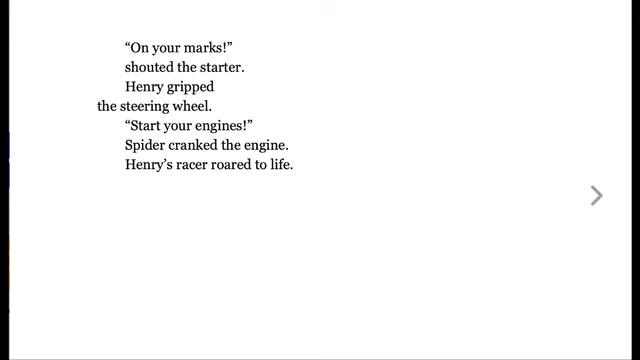 “On your marks!”
shouted the starter.
Henry gripped
the steering wheel.
“Start your engines!”
Spider cranked the engine.
Henry’s racer roared to life.